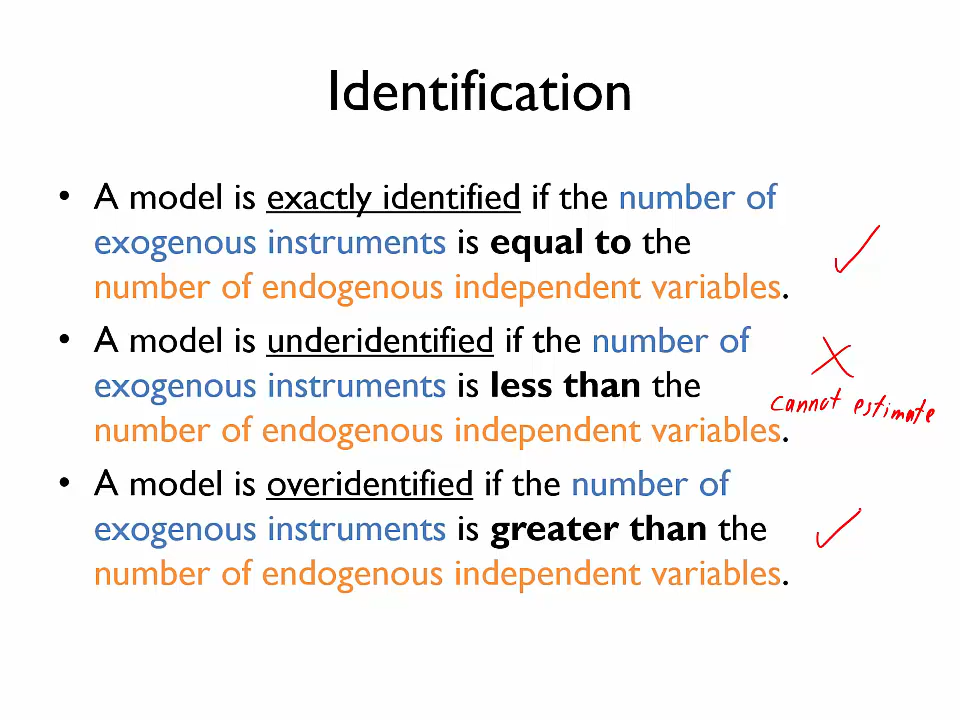 Identification
• A model is exactly identified if the number of
exogenous instruments is equal to the
number of endogenous independent variables.
• A model is underidentified if the number of
exogenous instruments is less than the
cannot estimate
number of endogenous independent variables.
• A model is overidentified if the number of
exogenous instruments is greater than the
number of endogenous independent variables.